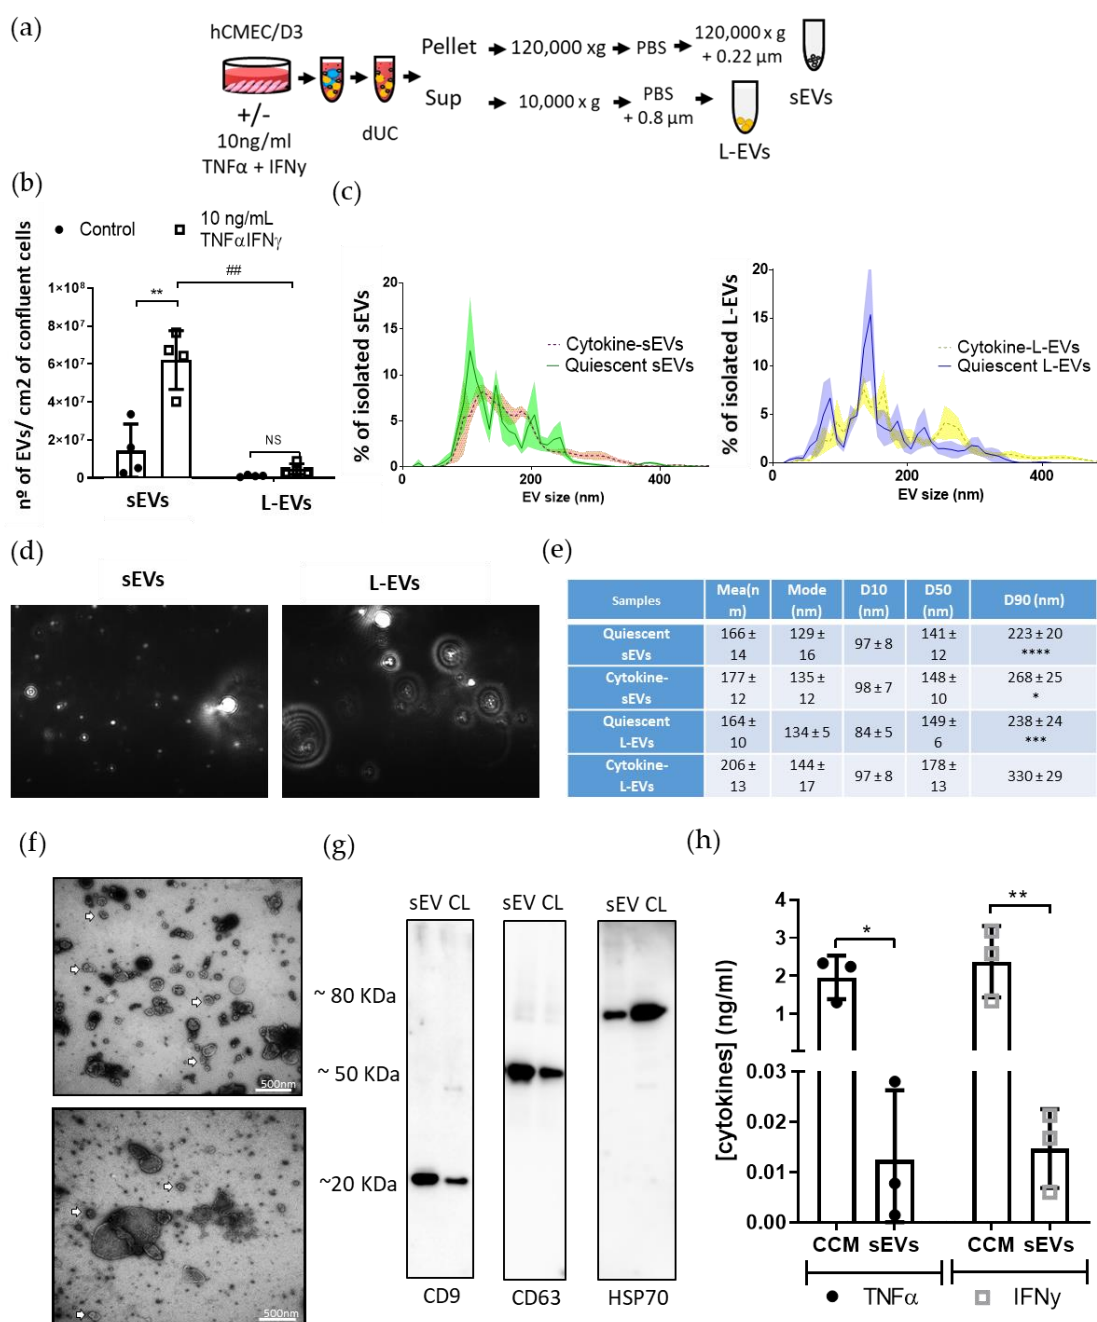 (a)
hCMEC/D3
+/-
10ng/ml
TNFα + IFNγ
dUC
Pellet 120,000 xg PBS 120,000 x g
+ 0.22 µm
sEVs
Sup 10,000 x g PBS
+ 0.8 µm
L-EVs
(b)
nº of EVs/ cm2 of confluent cells
Control
10 ng/mL
TNFαIFNγ
##
**
NS
1×10⁸
8×10⁷
6×10⁷
4×10⁷
2×10⁷
0
sEVs L-EVs
(c)
% of isolated sEVs
20
15
10
5
0
Cytokine-sEVs
Quiescent sEVs
0 200 400
EV size (nm)
% of isolated L-EVs
20
15
10
5
0
Cytokine-L-EVs
Quiescent L-EVs
0 200 400
EV size (nm)
(d)
sEVs L-EVs
(e)
Samples Mea(n m) Mode (nm) D10 (nm) D50 (nm) D90 (nm)
Quiescent sEVs 166 ± 14 129 ± 16 97 ± 8 141 ± 12 223 ± 20 ****
Cytokine-sEVs 177 ± 12 135 ± 12 98 ± 7 148 ± 10 268 ± 25 *
Quiescent L-EVs 164 ± 10 134 ± 5 84 ± 5 149 ± 6 238 ± 24 ***
Cytokine-L-EVs 206 ± 13 144 ± 17 97 ± 8 178 ± 13 330 ± 29
(f)
500nm
500nm
(g)
sEV CL sEV CL sEV CL
~ 80 KDa
~ 50 KDa
~20 KDa
CD9 CD63 HSP70
(h)
[cytokines] (ng/ml)
4
3
2
1
0.03
0.02
0.01
0.00
*
**
CCM sEVs CCM sEVs
TNFα IFNγ